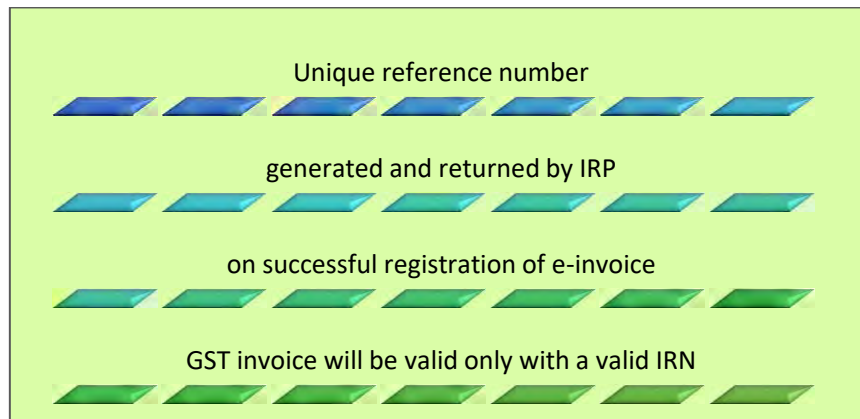 Unique reference number
generated and returned by IRP
on successful registration of e-invoice
GST invoice will be valid only with a valid IRN